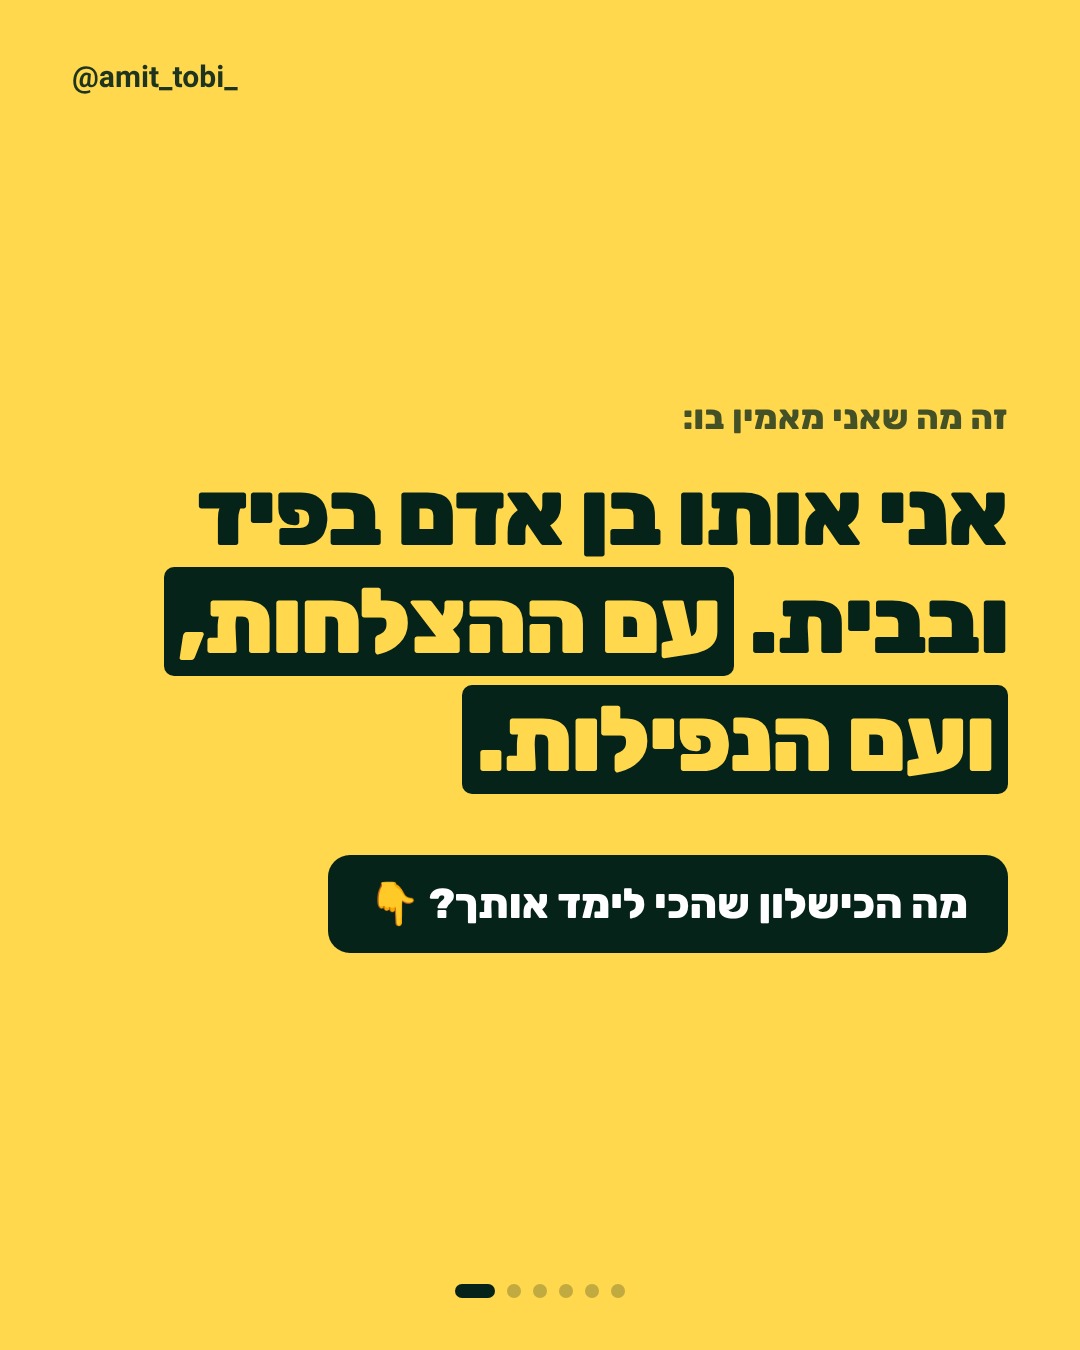 @amit_tobi_
זה מה שאני מאמין בו:
אני אותו בן אדם בפיד
ובבית. עם ההצלחות,
ועם הנפילות.
מה הכישלון שהכי לימד אותך? 👇